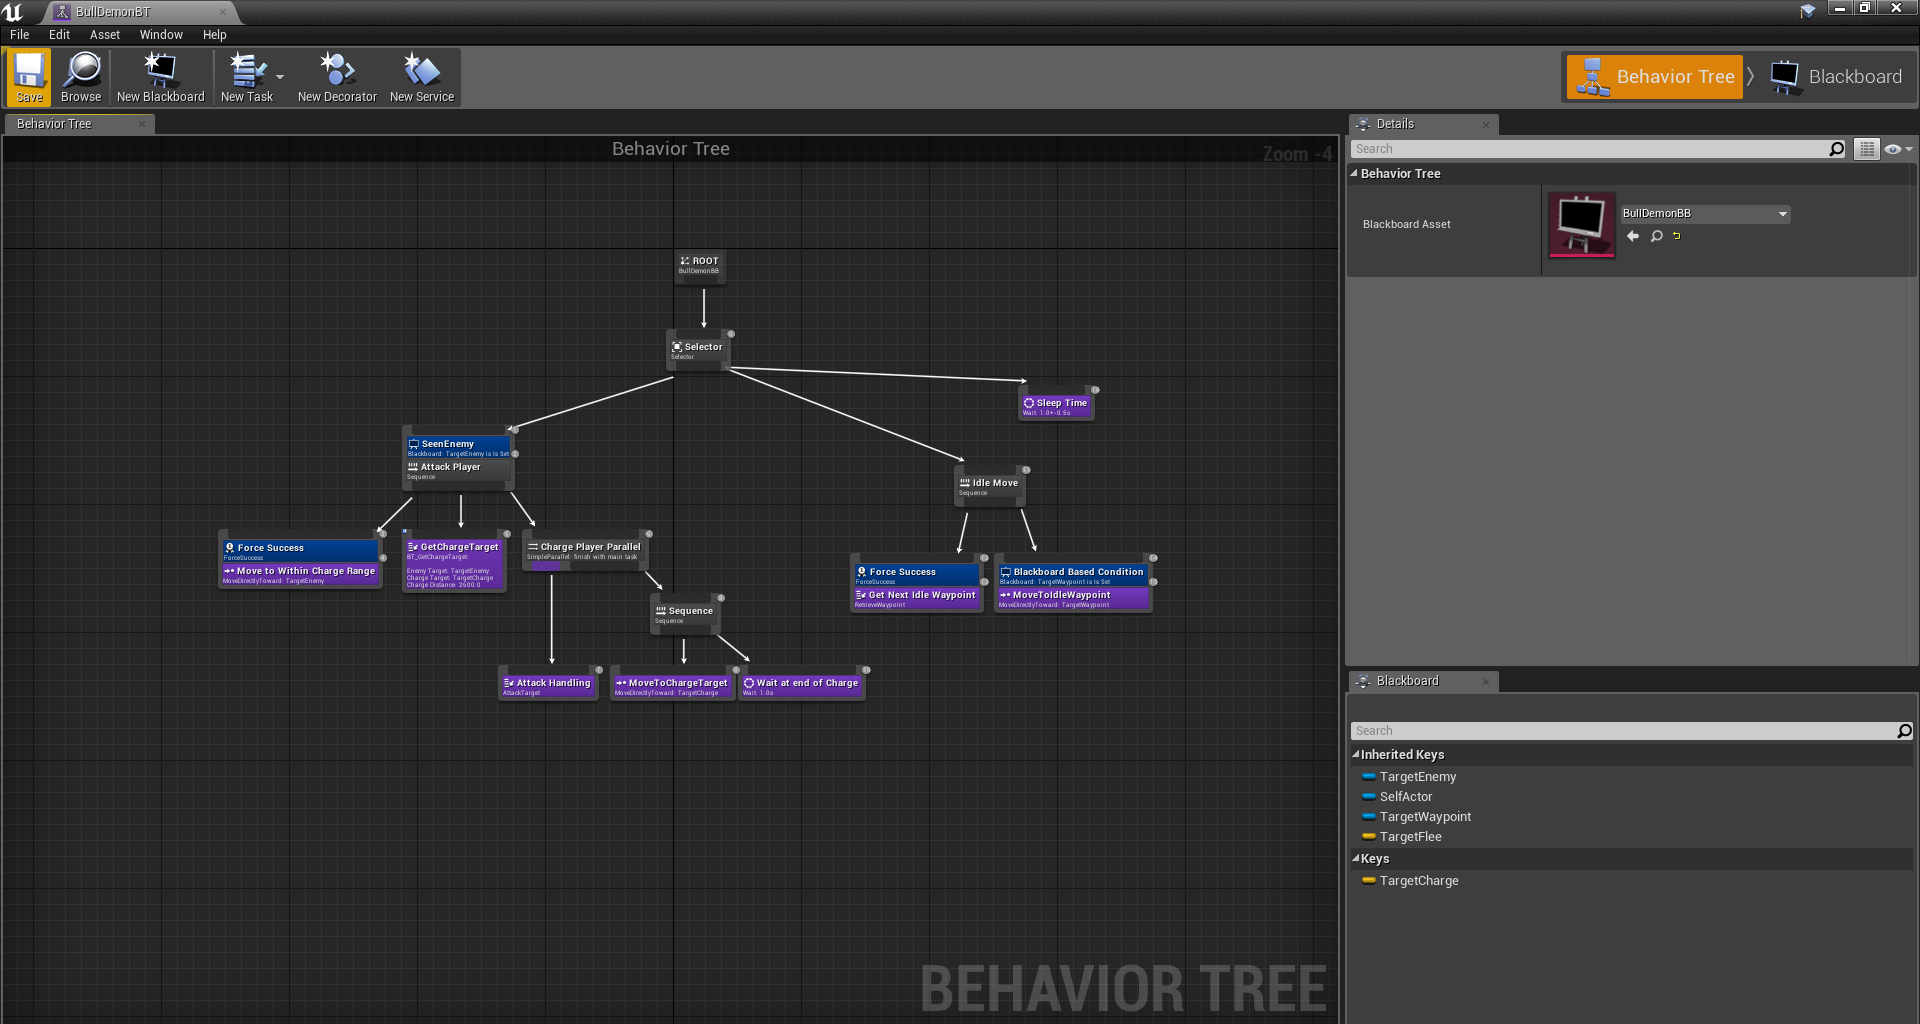 BullDemonBT
File Edit Asset Window Help
Save Browse New Blackboard New Task New Decorator New Service
Behavior Tree Blackboard
Behavior Tree
Behavior Tree
Zoom -4
ROOT
BullDemonBB
Selector
Selector
Sleep Time
Wait: 1.0+-0.5s
SeenEnemy
Blackboard: TargetEnemy is Is Set
Attack Player
Sequence
Idle Move
Sequence
Force Success
ForceSuccess
Move to Within Charge Range
MoveDirectlyToward: TargetEnemy
GetChargeTarget
BT_GetChargeTarget
Enemy Target: TargetEnemy
Charge Target: TargetCharge
Charge Distance: 2600.0
Charge Player Parallel
SimpleParallel: finish with main task
Force Success
ForceSuccess
Get Next Idle Waypoint
RetrieveWaypoint
Blackboard Based Condition
Blackboard: TargetWaypoint is Is Set
MoveToIdleWaypoint
MoveDirectlyToward: TargetWaypoint
Sequence
Sequence
Attack Handling
AttackTarget
MoveToChargeTarget
MoveDirectlyToward: TargetCharge
Wait at end of Charge
Wait: 1.0s
BEHAVIOR TREE
Details
Search
Behavior Tree
Blackboard Asset
BullDemonBB
Blackboard
Search
Inherited Keys
TargetEnemy
SelfActor
TargetWaypoint
TargetFlee
Keys
TargetCharge